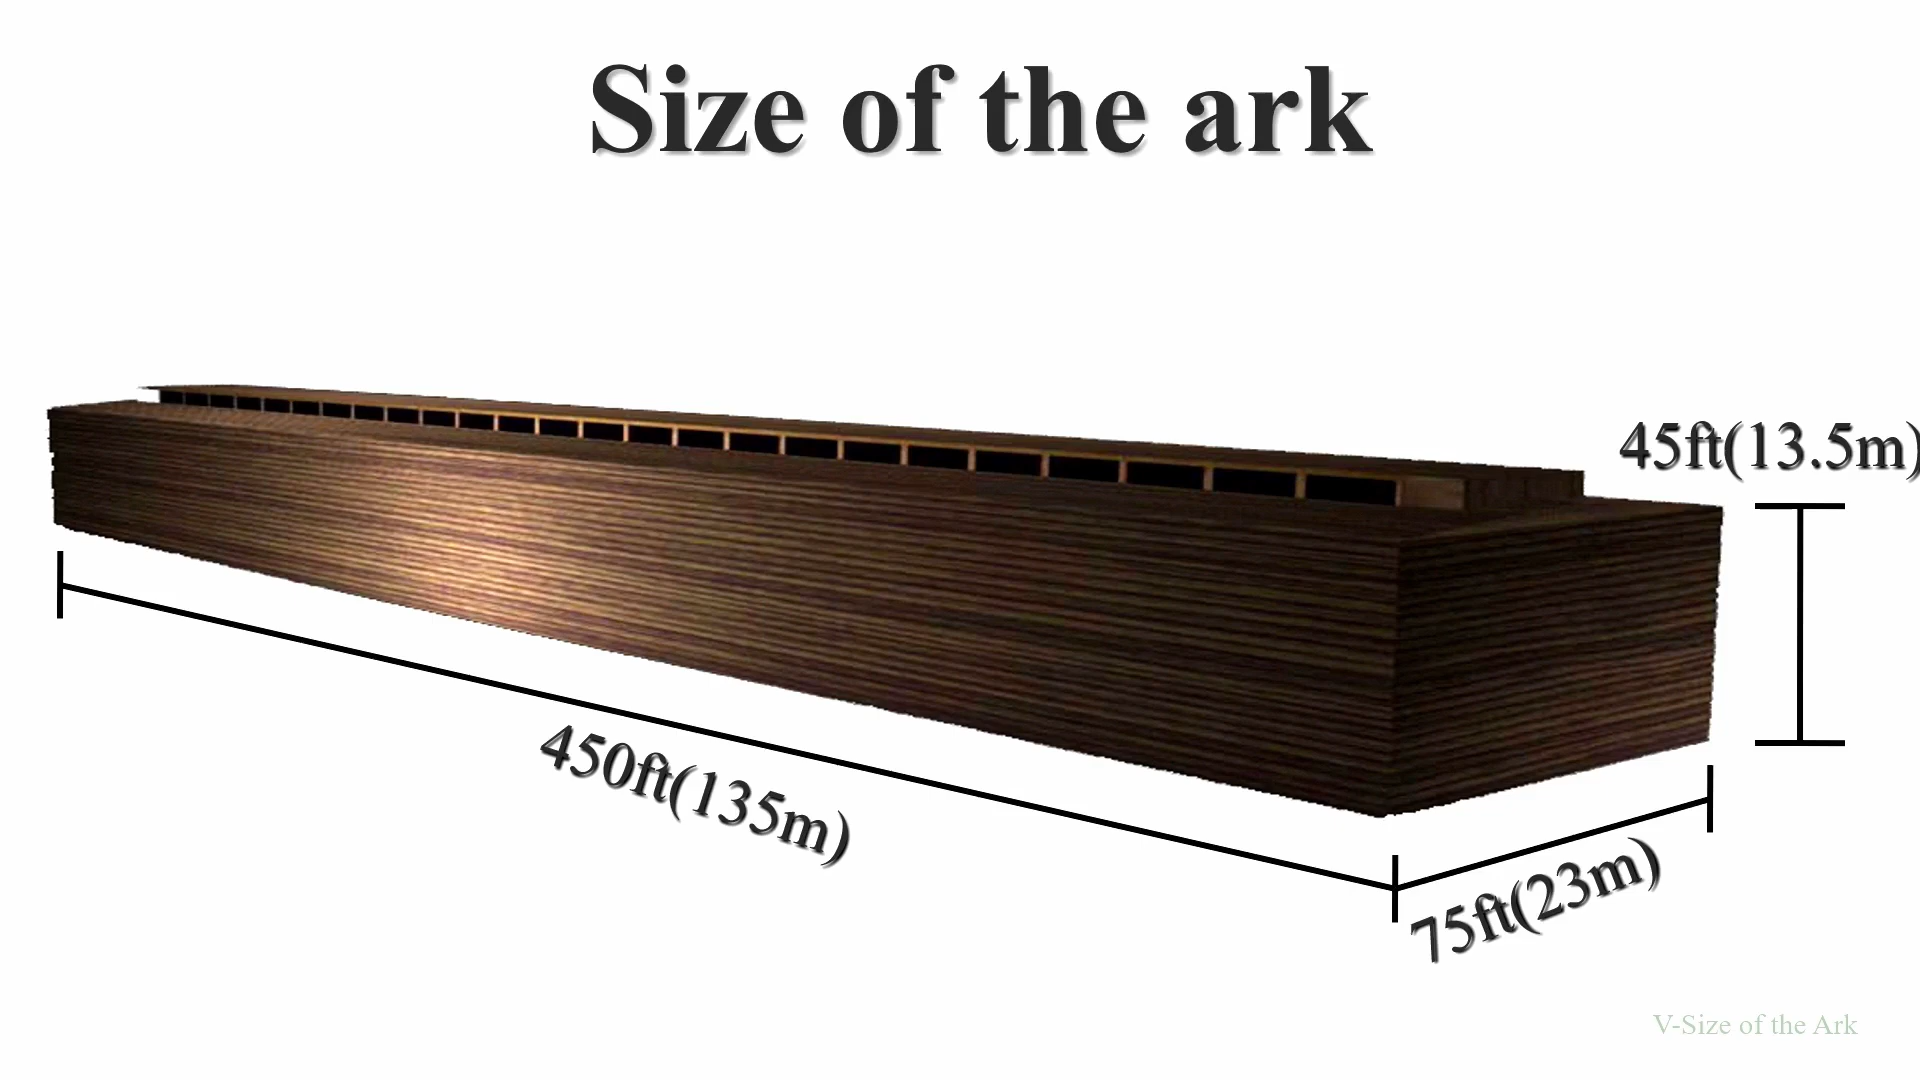 Size of the ark
45ft(13.5m)
450ft(135m)
75ft(23m)
V-Size of the Ark